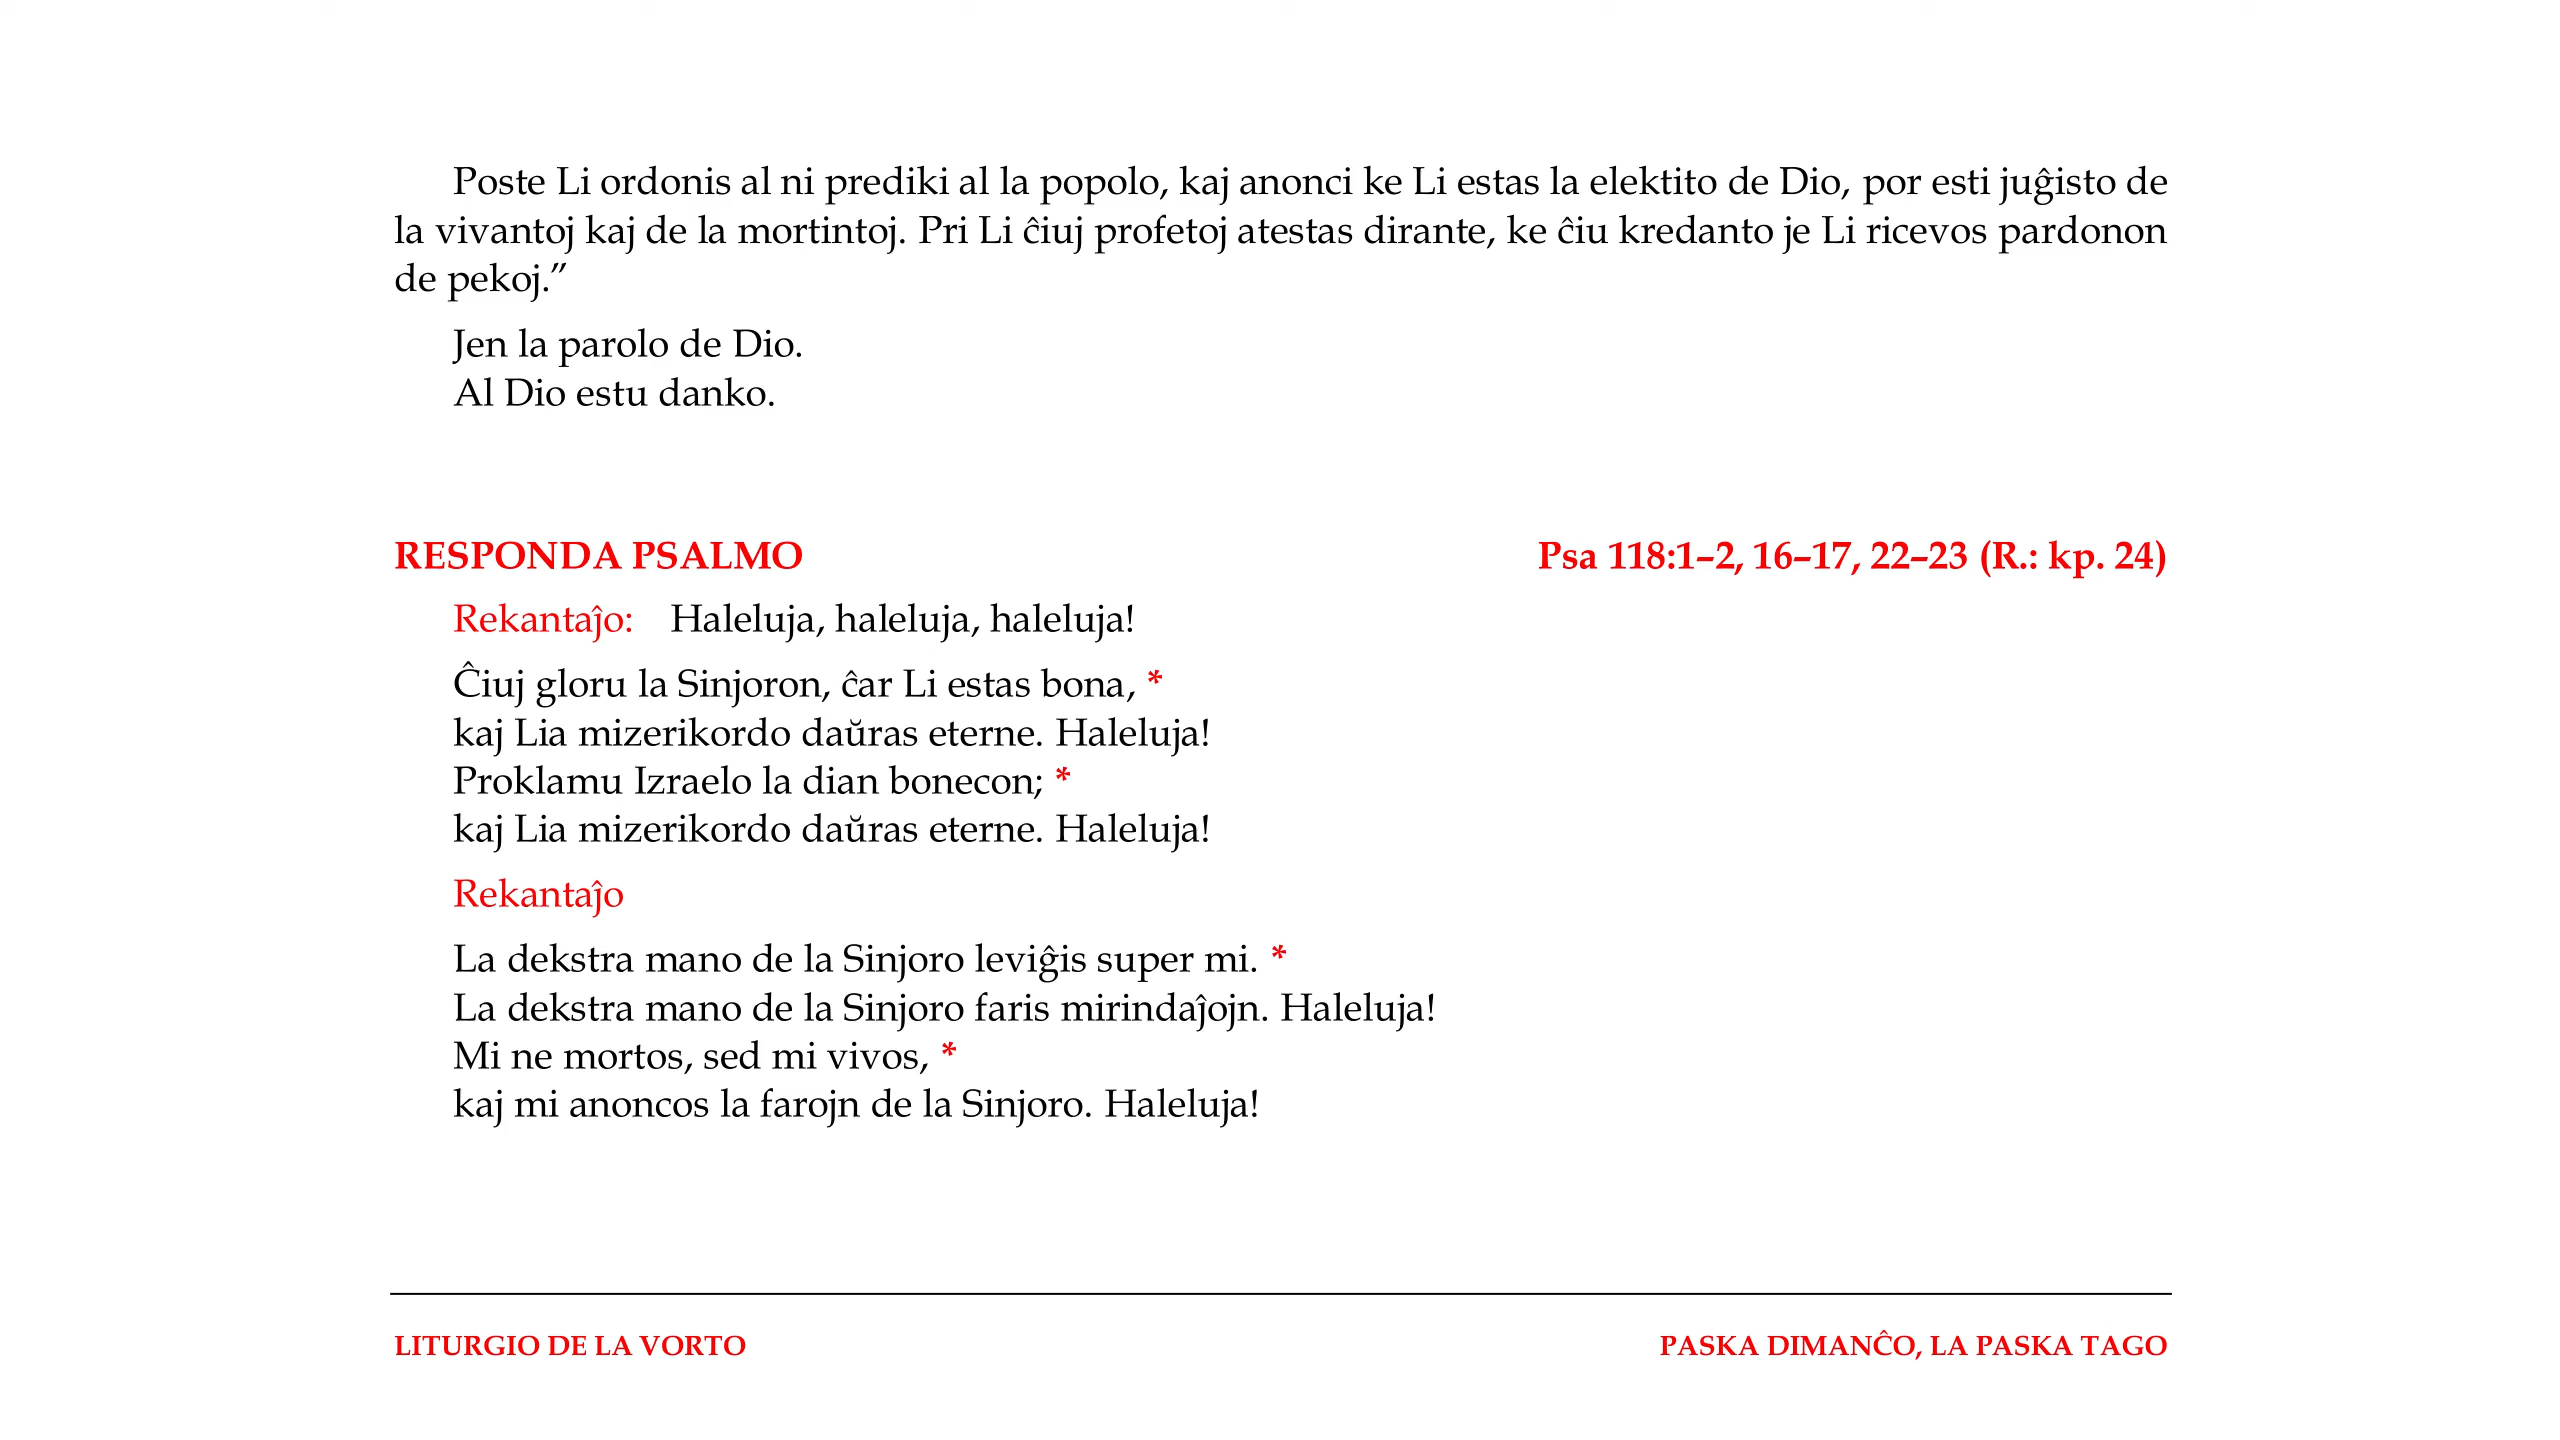 Poste Li ordonis al ni prediki al la popolo, kaj anonci ke Li estas la elektito de Dio, por esti juĝisto de
la vivantoj kaj de la mortintoj. Pri Li ĉiuj profetoj atestas dirante, ke ĉiu kredanto je Li ricevos pardonon
de pekoj.”
Jen la parolo de Dio.
Al Dio estu danko.
RESPONDA PSALMO Psa 118:1–2, 16–17, 22–23 (R.: kp. 24)
Rekantaĵo: Haleluja, haleluja, haleluja!
Ĉiuj gloru la Sinjoron, ĉar Li estas bona, *
kaj Lia mizerikordo daŭras eterne. Haleluja!
Proklamu Izraelo la dian bonecon; *
kaj Lia mizerikordo daŭras eterne. Haleluja!
Rekantaĵo
La dekstra mano de la Sinjoro leviĝis super mi. *
La dekstra mano de la Sinjoro faris mirindaĵojn. Haleluja!
Mi ne mortos, sed mi vivos, *
kaj mi anoncos la farojn de la Sinjoro. Haleluja!
LITURGIO DE LA VORTO PASKA DIMANĈO, LA PASKA TAGO